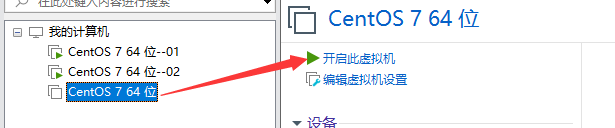 在此处键入内容进行搜索
我的计算机
CentOS 7 64 位--01
CentOS 7 64 位--02
CentOS 7 64 位
CentOS 7 64 位
开启此虚拟机
编辑虚拟机设置
设备